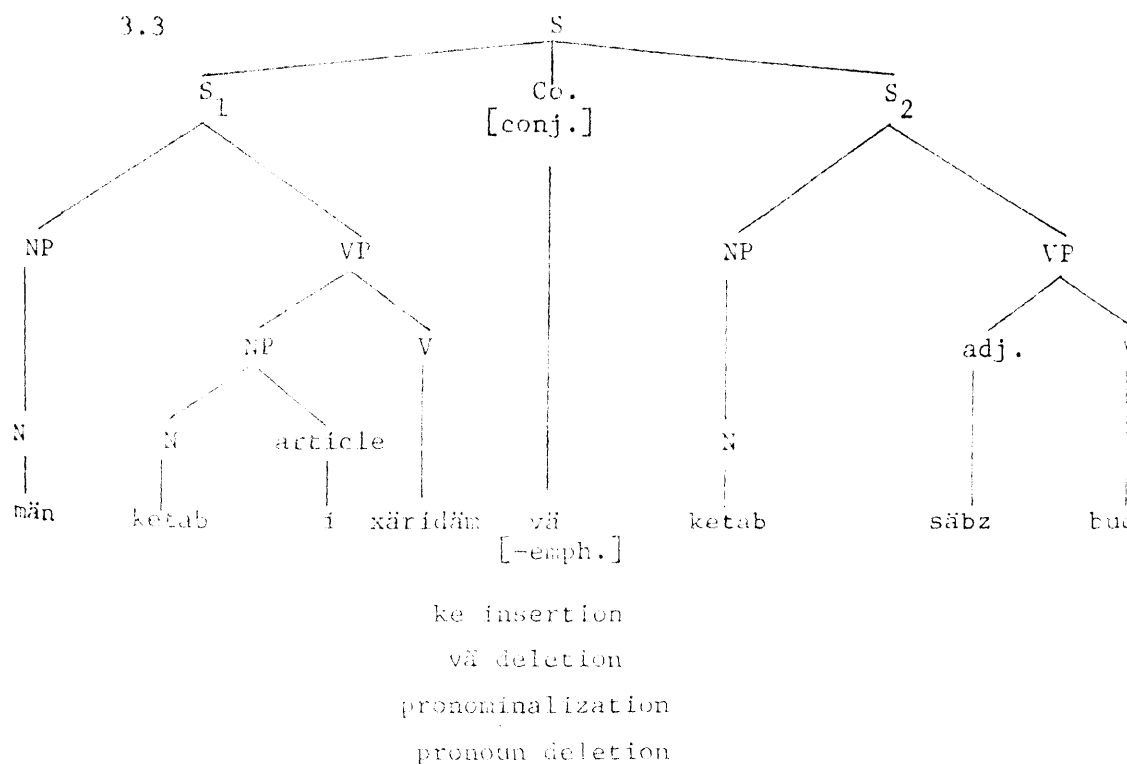 3.3
S
S1 Co. S2
[conj.]
NP VP NP VP
NP V adj.
N N article N
män ketab i xäridäm vä ketab säbz
[-emph.]
ke insertion
vä deletion
pronominalization
pronoun deletion